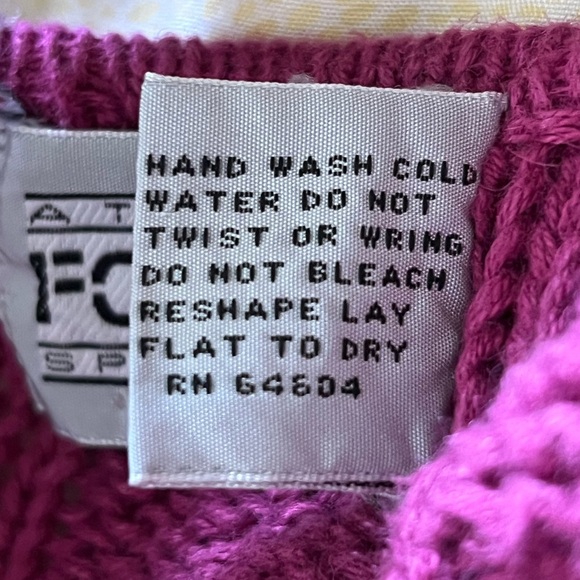 HAND WASH COLD
WATER DO NOT
TWIST OR WRING
DO NOT BLEACH
RESHAPE LAY
FLAT TO DRY
RN 64804